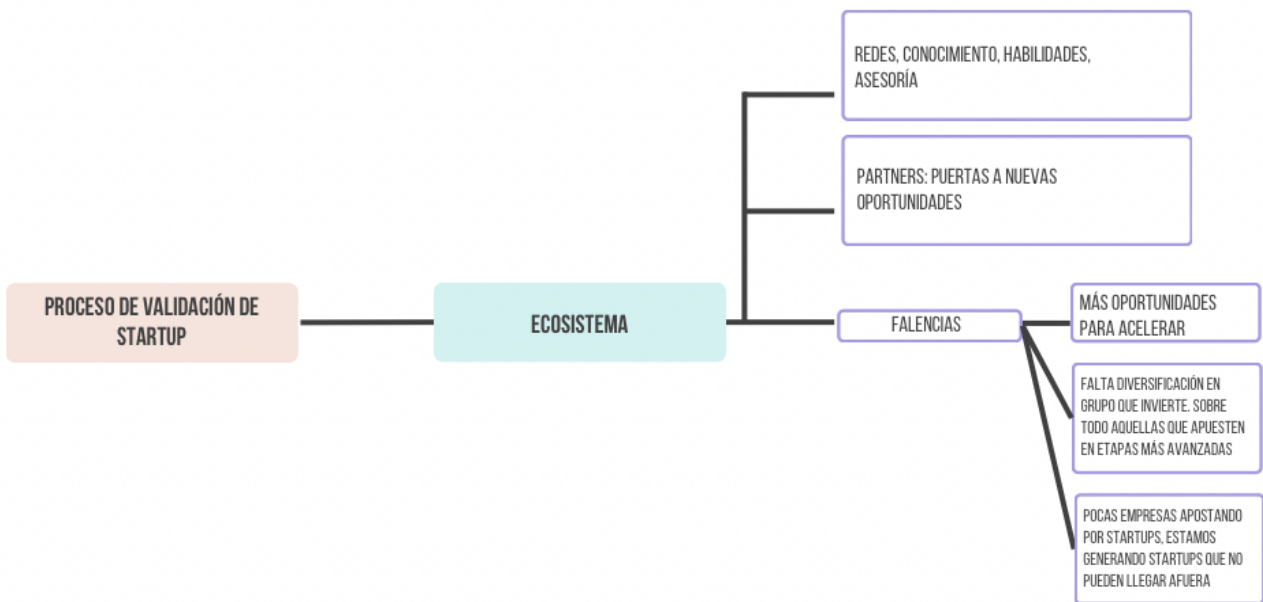 PROCESO DE VALIDACIÓN DE
STARTUP
ECOSISTEMA
REDES, CONOCIMIENTO, HABILIDADES,
ASESORÍA
PARTNERS: PUERTAS A NUEVAS
OPORTUNIDADES
FALENCIAS
MÁS OPORTUNIDADES
PARA ACELERAR
FALTA DIVERSIFICACIÓN EN
GRUPO QUE INVIERTE. SOBRE
TODO AQUELLAS QUE APUESTEN
EN ETAPAS MÁS AVANZADAS
POCAS EMPRESAS APOSTANDO
POR STARTUPS, ESTAMOS
GENERANDO STARTUPS QUE NO
PUEDEN LLEGAR AFUERA